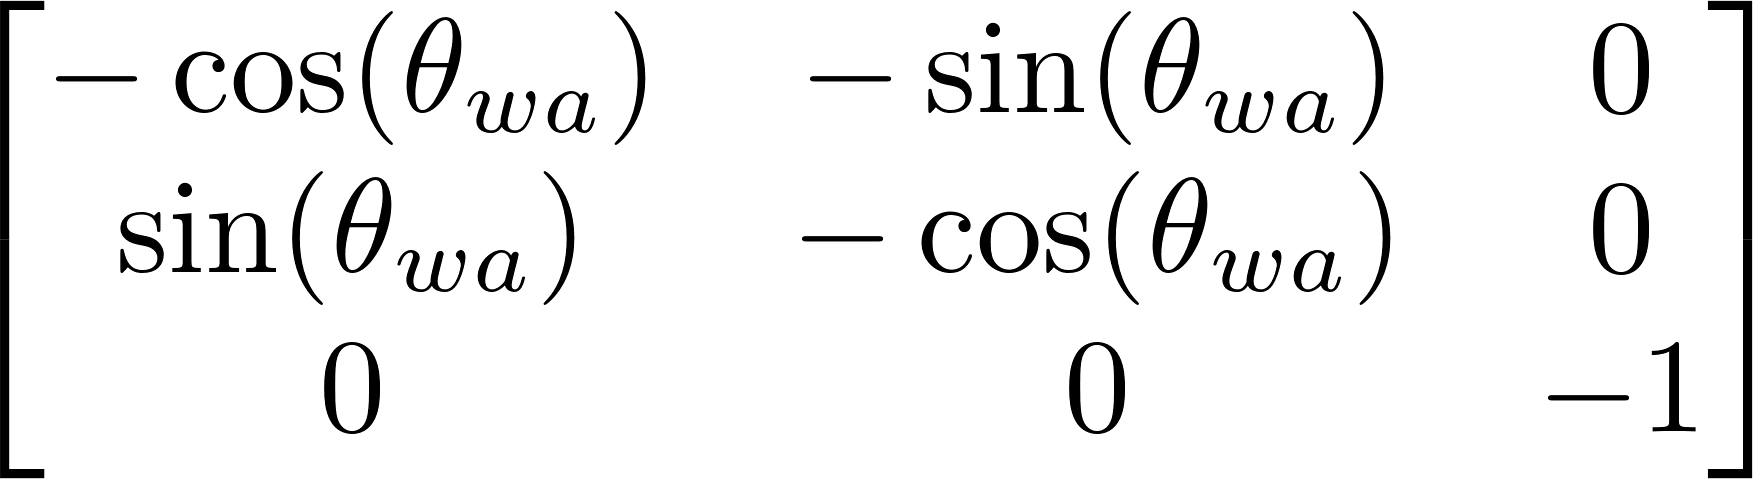 − cos(θ_wa) − sin(θ_wa) 0
sin(θ_wa) − cos(θ_wa) 0
0 0 −1